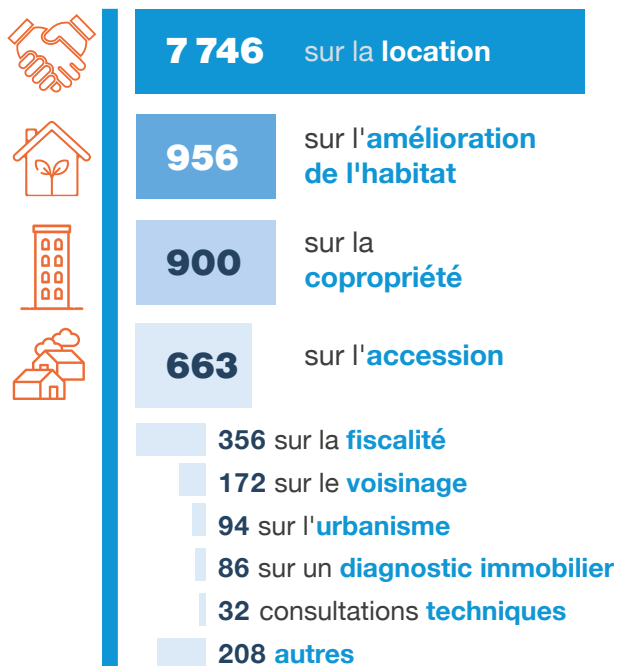 7 746 sur la location
956 sur l'amélioration
de l'habitat
900 sur la
copropriété
663 sur l'accession
356 sur la fiscalité
172 sur le voisinage
94 sur l'urbanisme
86 sur un diagnostic immobilier
32 consultations techniques
208 autres